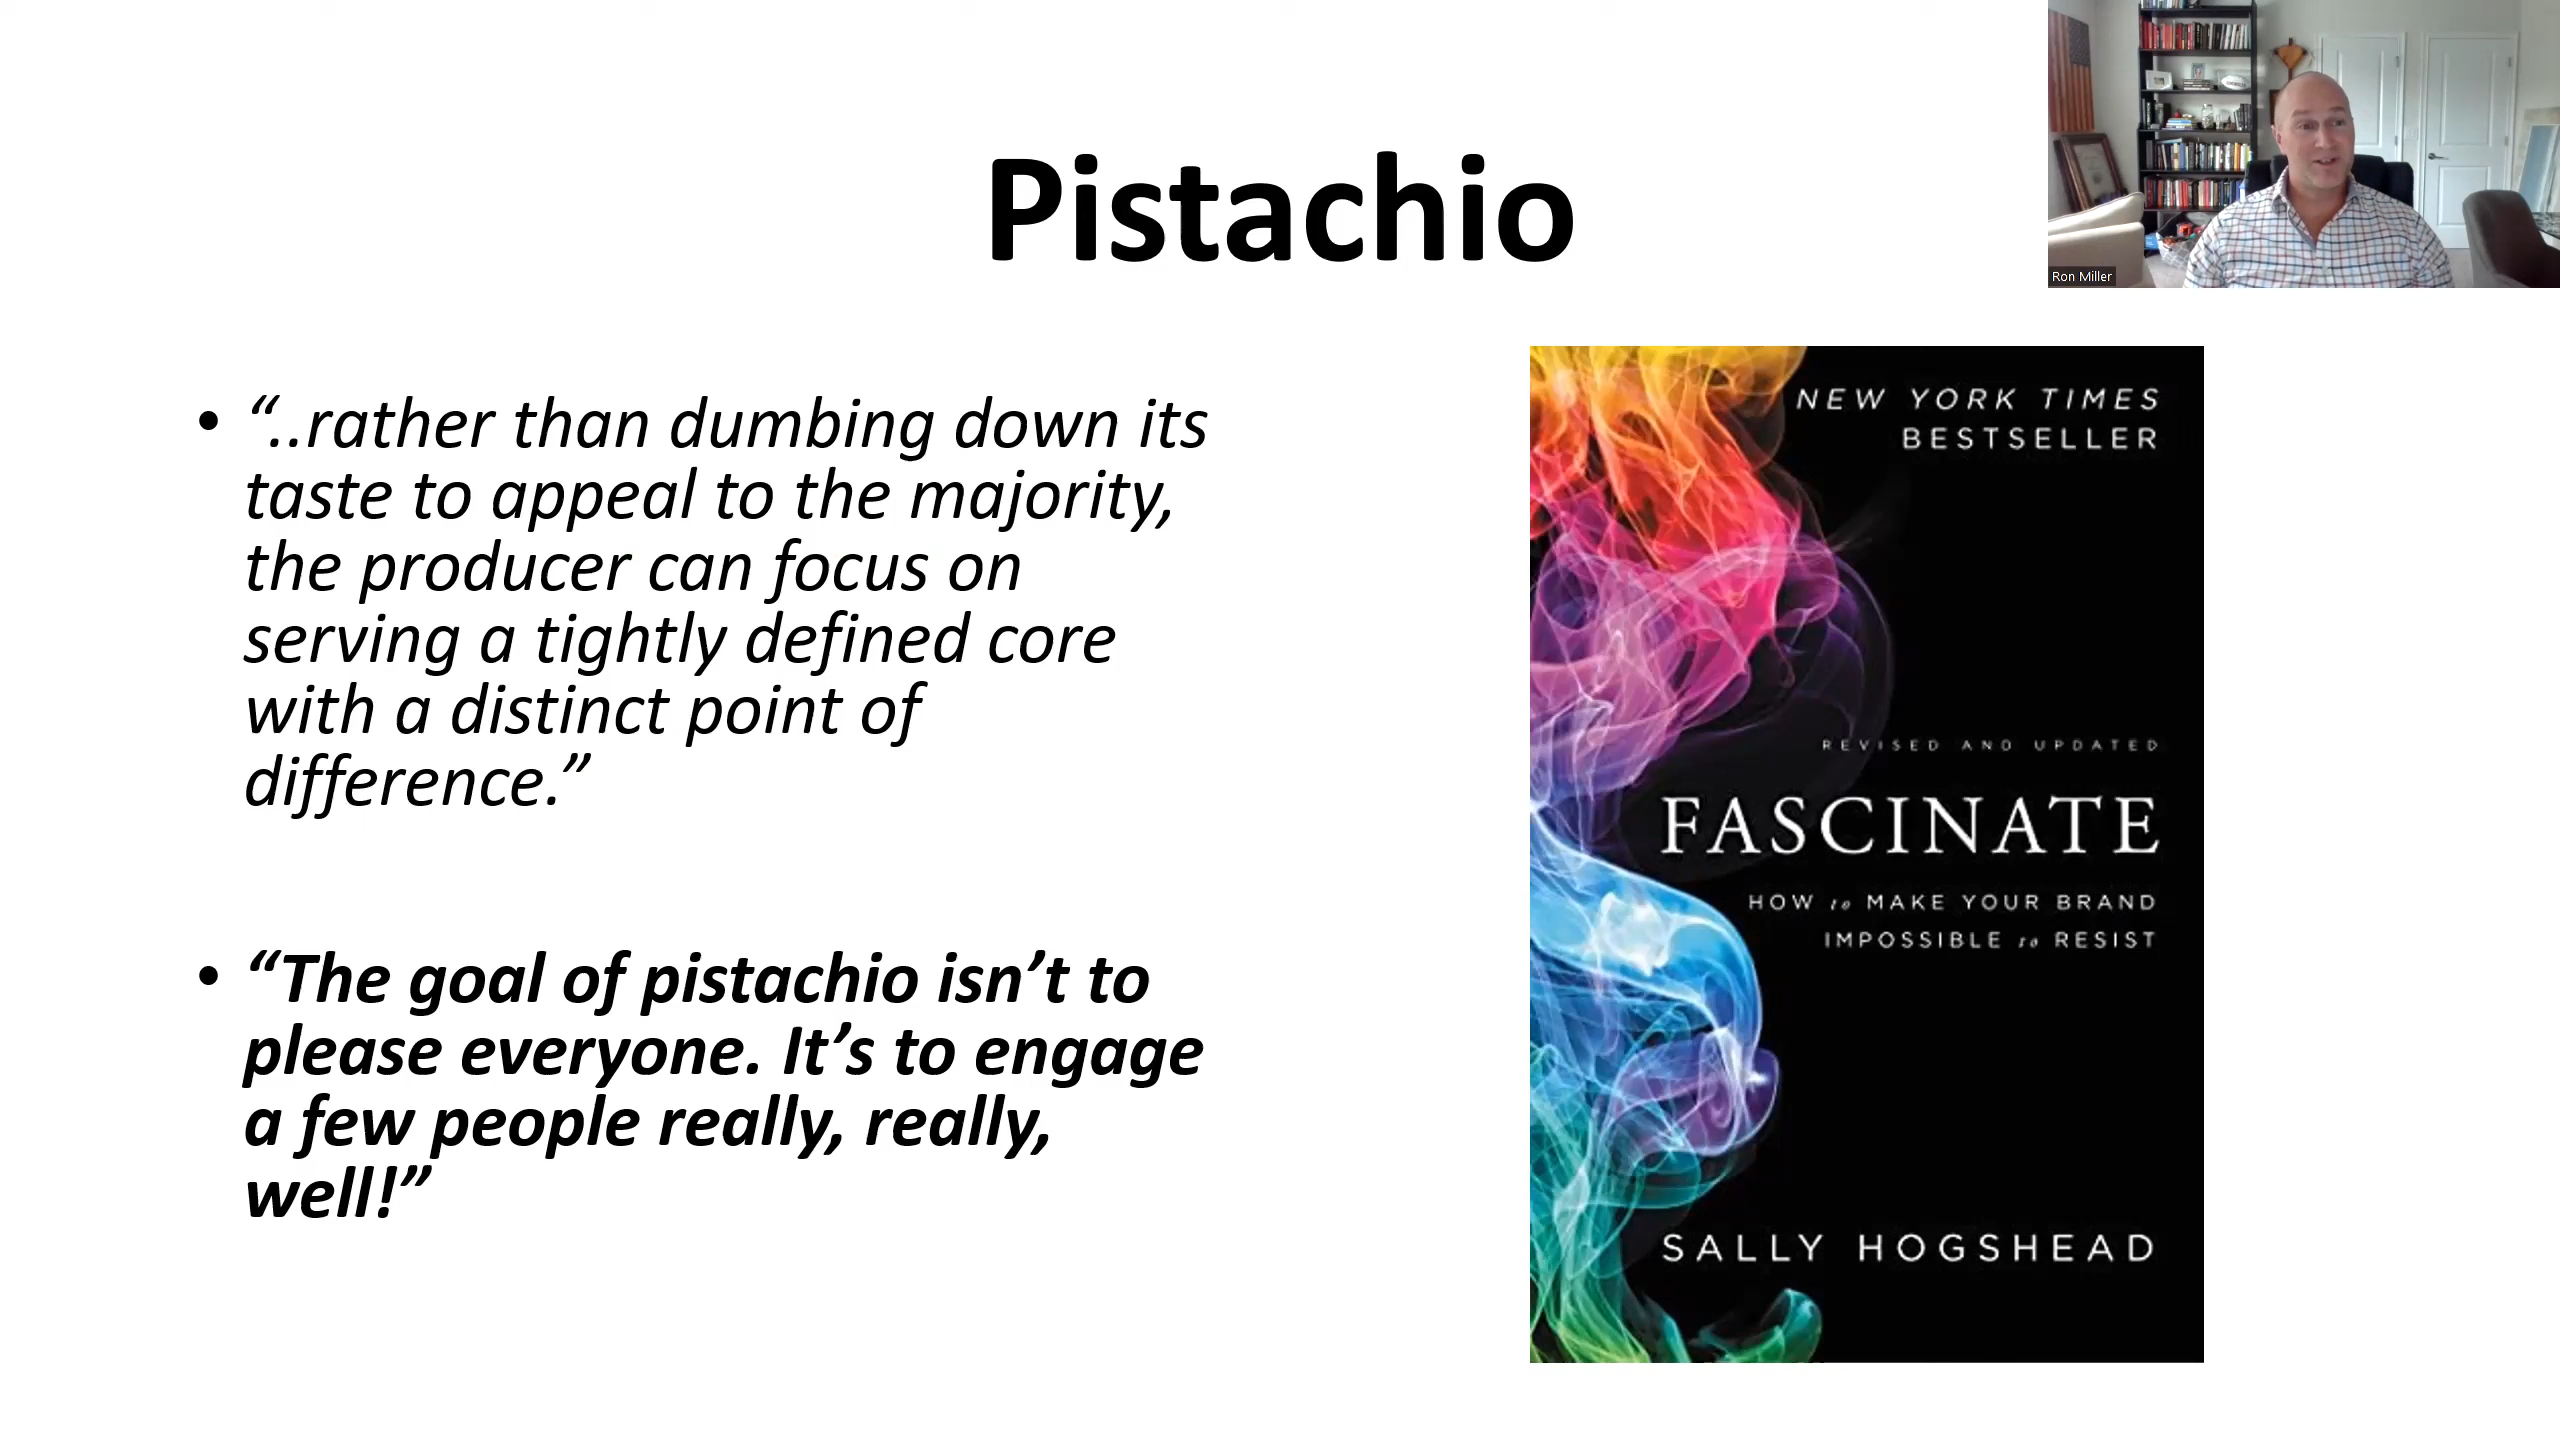 Pistachio
Ron Miller
• “..rather than dumbing down its
taste to appeal to the majority,
the producer can focus on
serving a tightly defined core
with a distinct point of
difference.”
• “The goal of pistachio isn’t to
please everyone. It’s to engage
a few people really, really,
well!”
NEW YORK TIMES
BESTSELLER
REVISED AND UPDATED
FASCINATE
HOW to MAKE YOUR BRAND
IMPOSSIBLE to RESIST
SALLY HOGSHEAD